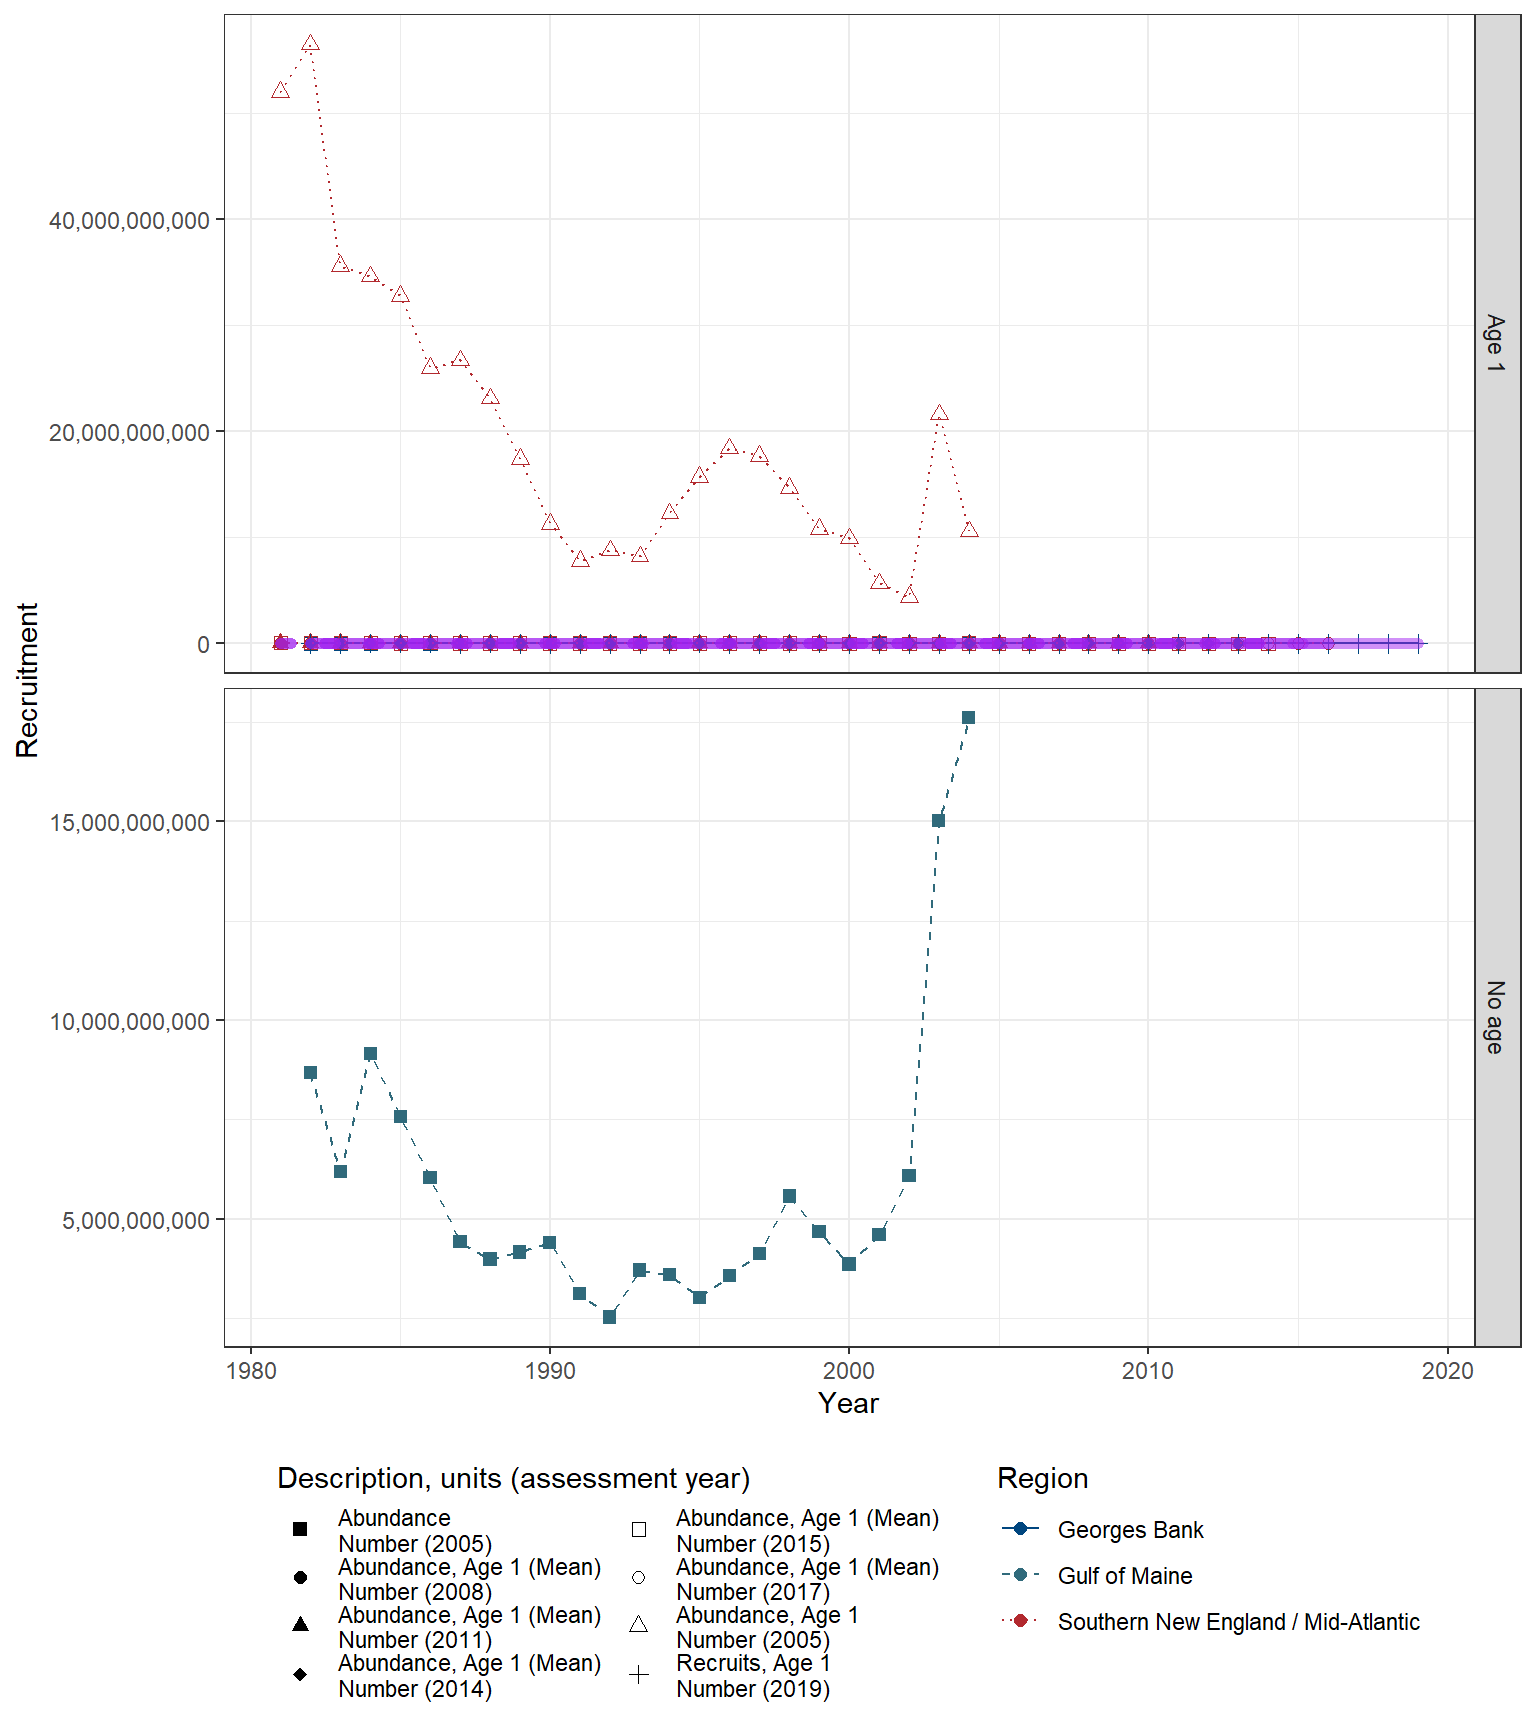 40,000,000,000
20,000,000,000
0
Age 1
Recruitment
15,000,000,000
10,000,000,000
5,000,000,000
No age
1980 1990 2000 2010 2020
Year
Description, units (assessment year)
Abundance
Number (2005)
Abundance, Age 1 (Mean)
Number (2008)
Abundance, Age 1 (Mean)
Number (2011)
Abundance, Age 1 (Mean)
Number (2014)
Abundance, Age 1 (Mean)
Number (2015)
Abundance, Age 1 (Mean)
Number (2017)
Abundance, Age 1
Number (2005)
Recruits, Age 1
Number (2019)
Region
Georges Bank
Gulf of Maine
Southern New England / Mid-Atlantic